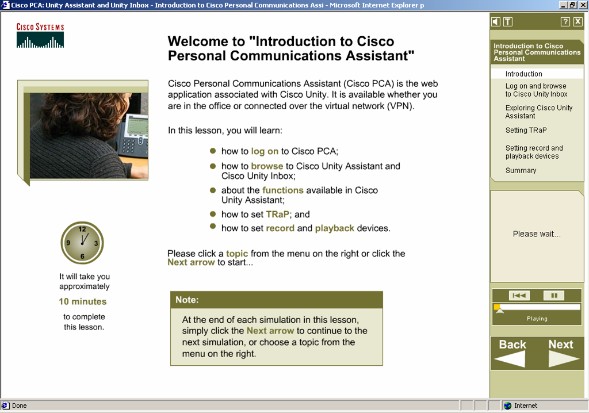 Cisco PCA: Unity Assistant and Unity Inbox - Introduction to Cisco Personal Communications Assi - Microsoft Internet Explorer p
CISCO SYSTEMS
Welcome to "Introduction to Cisco
Personal Communications Assistant"
Cisco Personal Communications Assistant (Cisco PCA) is the web
application associated with Cisco Unity. It is available whether you
are in the office or connected over the virtual network (VPN).
In this lesson, you will learn:
how to log on to Cisco PCA;
how to browse to Cisco Unity Assistant and
Cisco Unity Inbox;
about the functions available in Cisco
Unity Assistant;
how to set TRaP; and
how to set record and playback devices.
Please click a topic from the menu on the right or click the
Next arrow to start...
12
9 3
6
It will take you
approximately
10 minutes
to complete
this lesson.
Note:
At the end of each simulation in this lesson,
simply click the Next arrow to continue to the
next simulation, or choose a topic from the
menu on the right.
T ? X
Introduction to Cisco
Personal Communications
Assistant
Introduction
Log on and browse
to Cisco Unity Inbox
Exploring Cisco Unity
Assistant
Setting TRaP
Setting record and
playback devices
Summary
Please wait...
Playing
Back Next
Done
Internet